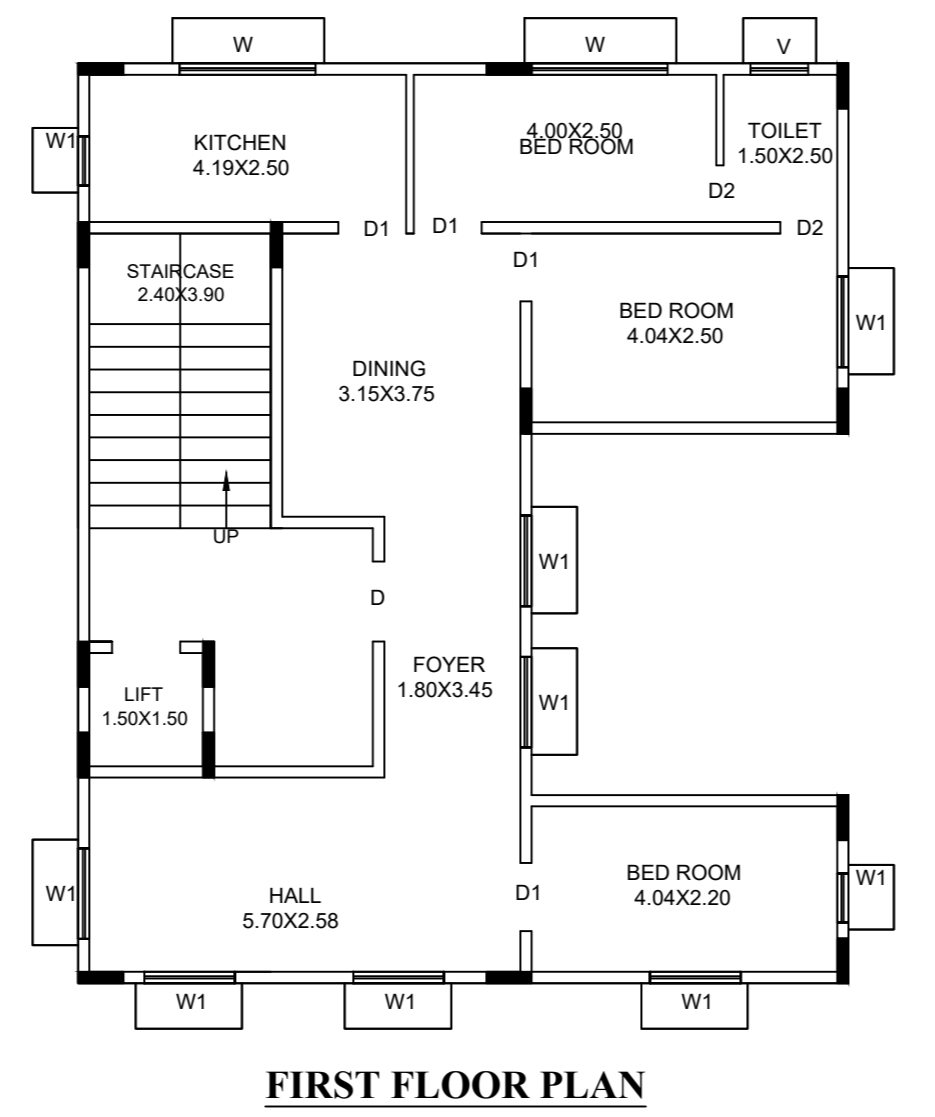 W
W
V
W1
KITCHEN
4.19X2.50
4.00X2.50
BED ROOM
TOILET
1.50X2.50
D2
D1
D1
D2
D1
STAIRCASE
2.40X3.90
BED ROOM
4.04X2.50
W1
DINING
3.15X3.75
UP
W1
D
FOYER
1.80X3.45
LIFT
1.50X1.50
W1
W1
HALL
5.70X2.58
D1
BED ROOM
4.04X2.20
W1
W1
W1
W1
FIRST FLOOR PLAN